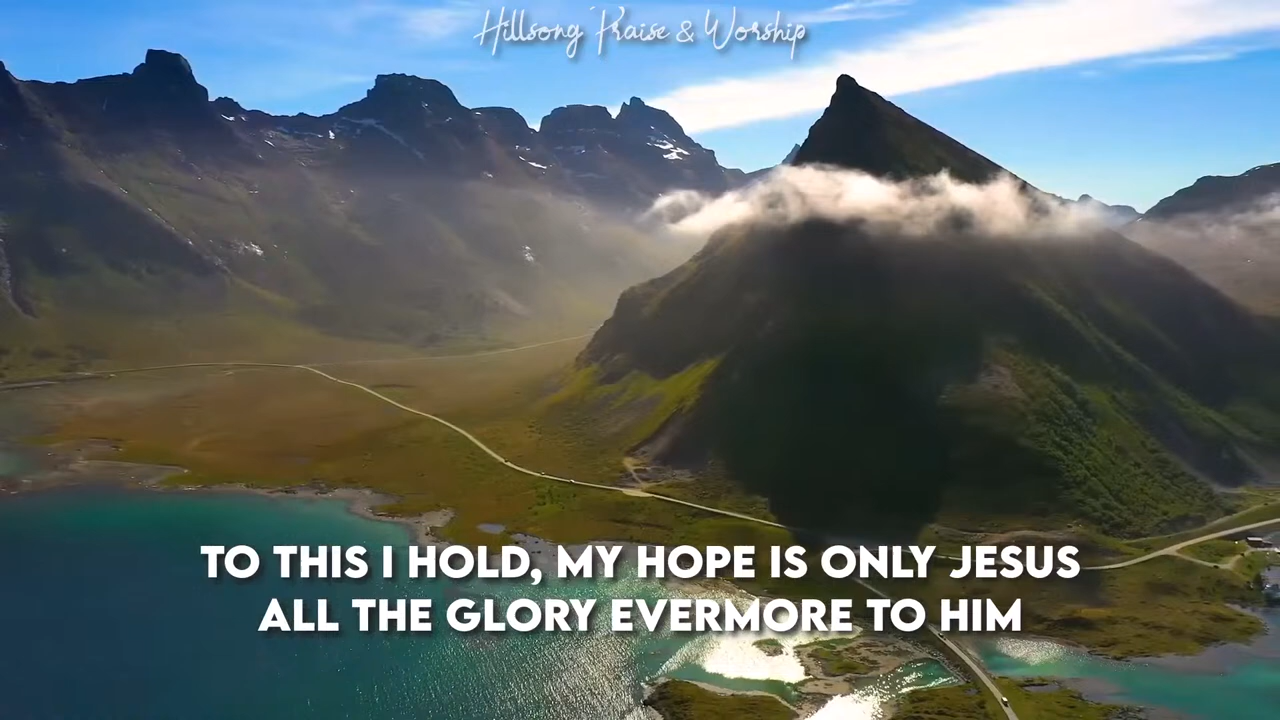 Hillsong Praise & Worship
TO THIS I HOLD, MY HOPE IS ONLY JESUS
ALL THE GLORY EVERMORE TO HIM